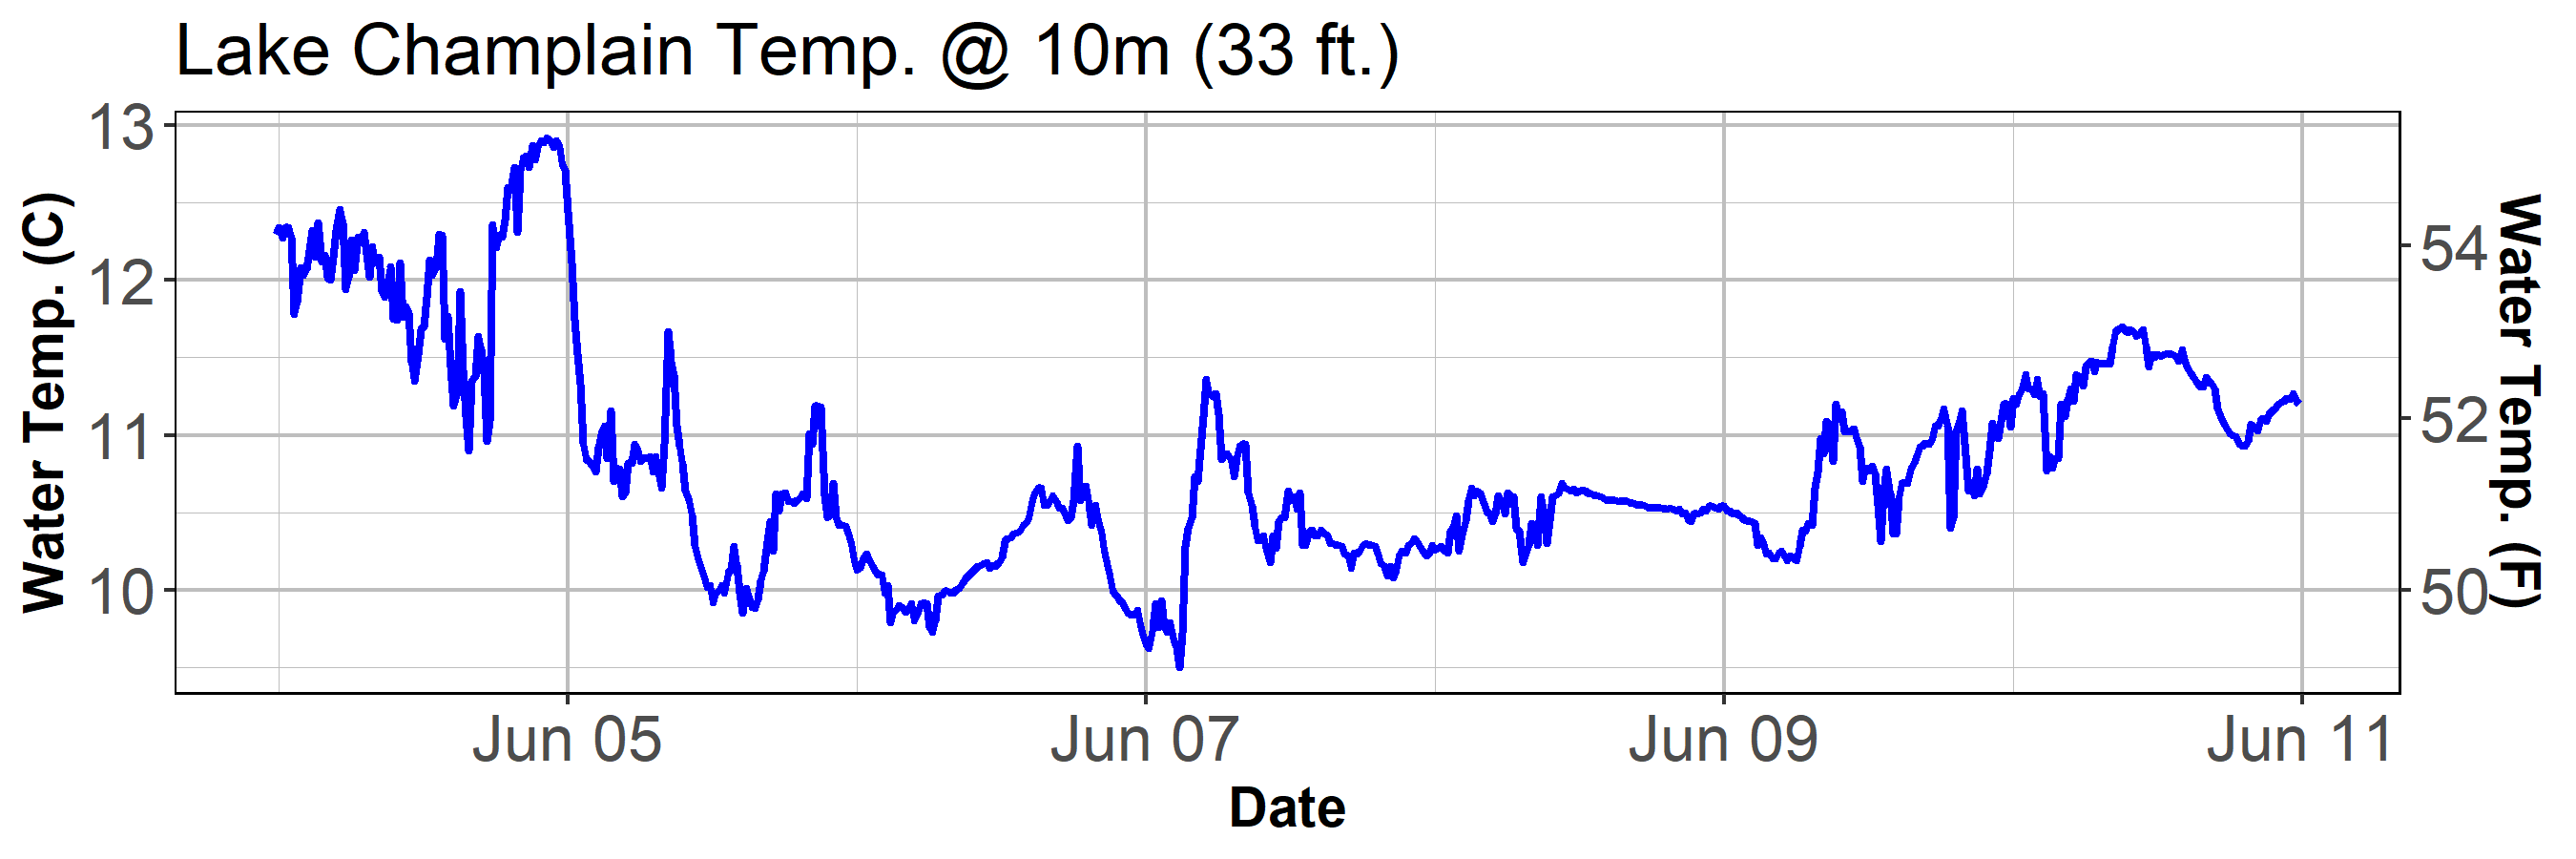 Lake Champlain Temp. @ 10m (33 ft.)
Water Temp. (C)
13
12
11
10
54
52
50
Water Temp. (F)
Jun 05 Jun 07 Jun 09 Jun 11
Date